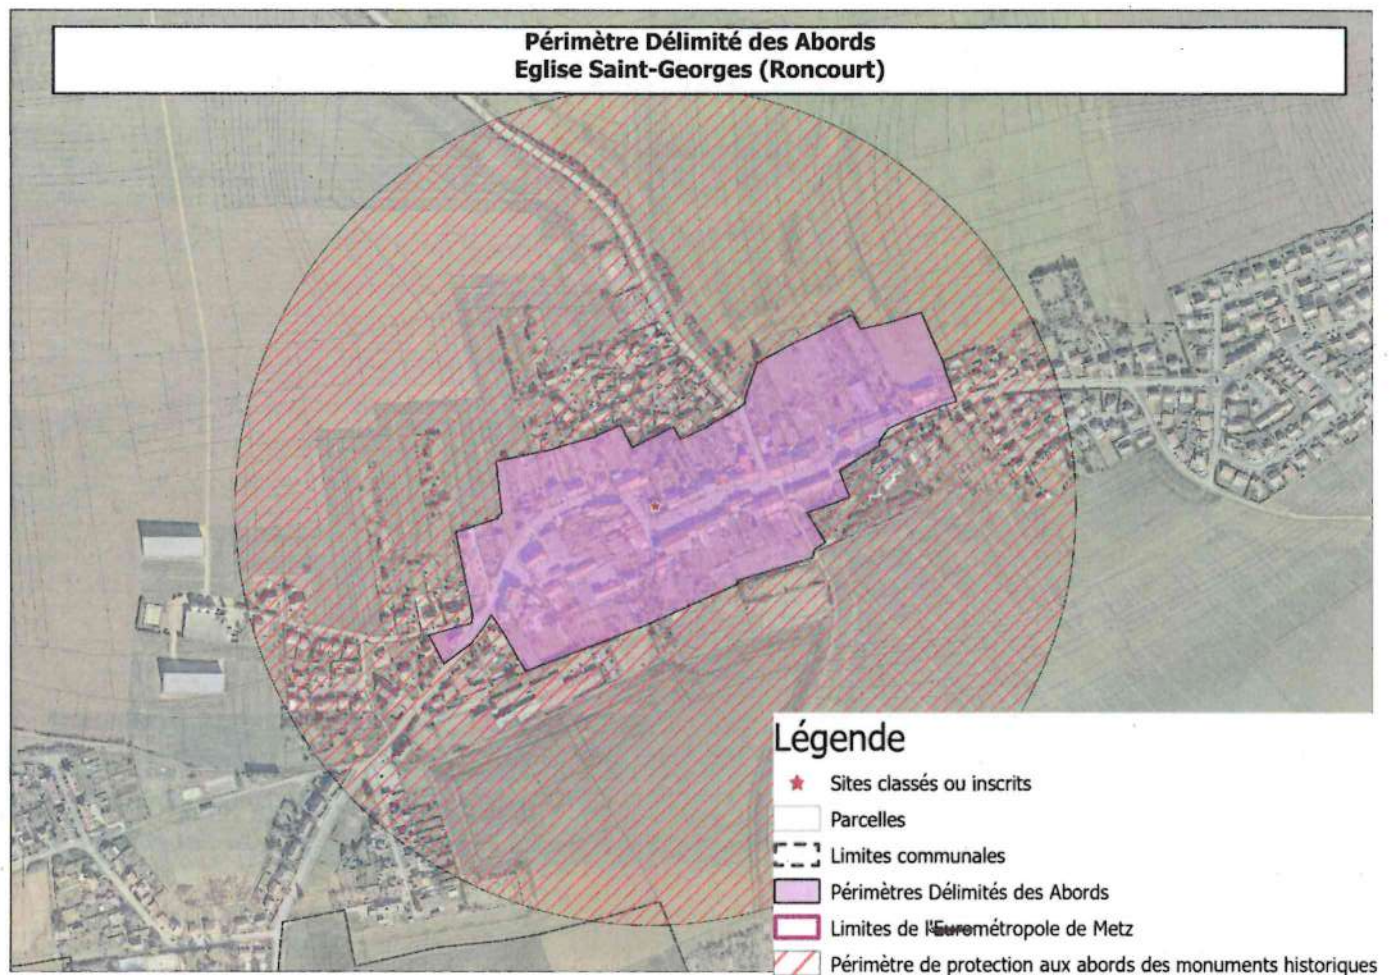 Périmètre Délimité des Abords
Eglise Saint-Georges (Roncourt)
Légende
Sites classés ou inscrits
Parcelles
Limites communales
Périmètres Délimités des Abords
Limites de l'Eurométropole de Metz
Périmètre de protection aux abords des monuments historiques